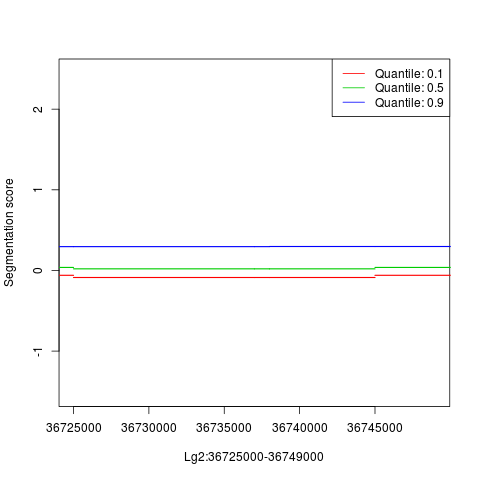 Quantile: 0.1
Quantile: 0.5
Quantile: 0.9
2
1
0
-1
Segmentation score
36725000 36730000 36735000 36740000 36745000
Lg2:36725000-36749000